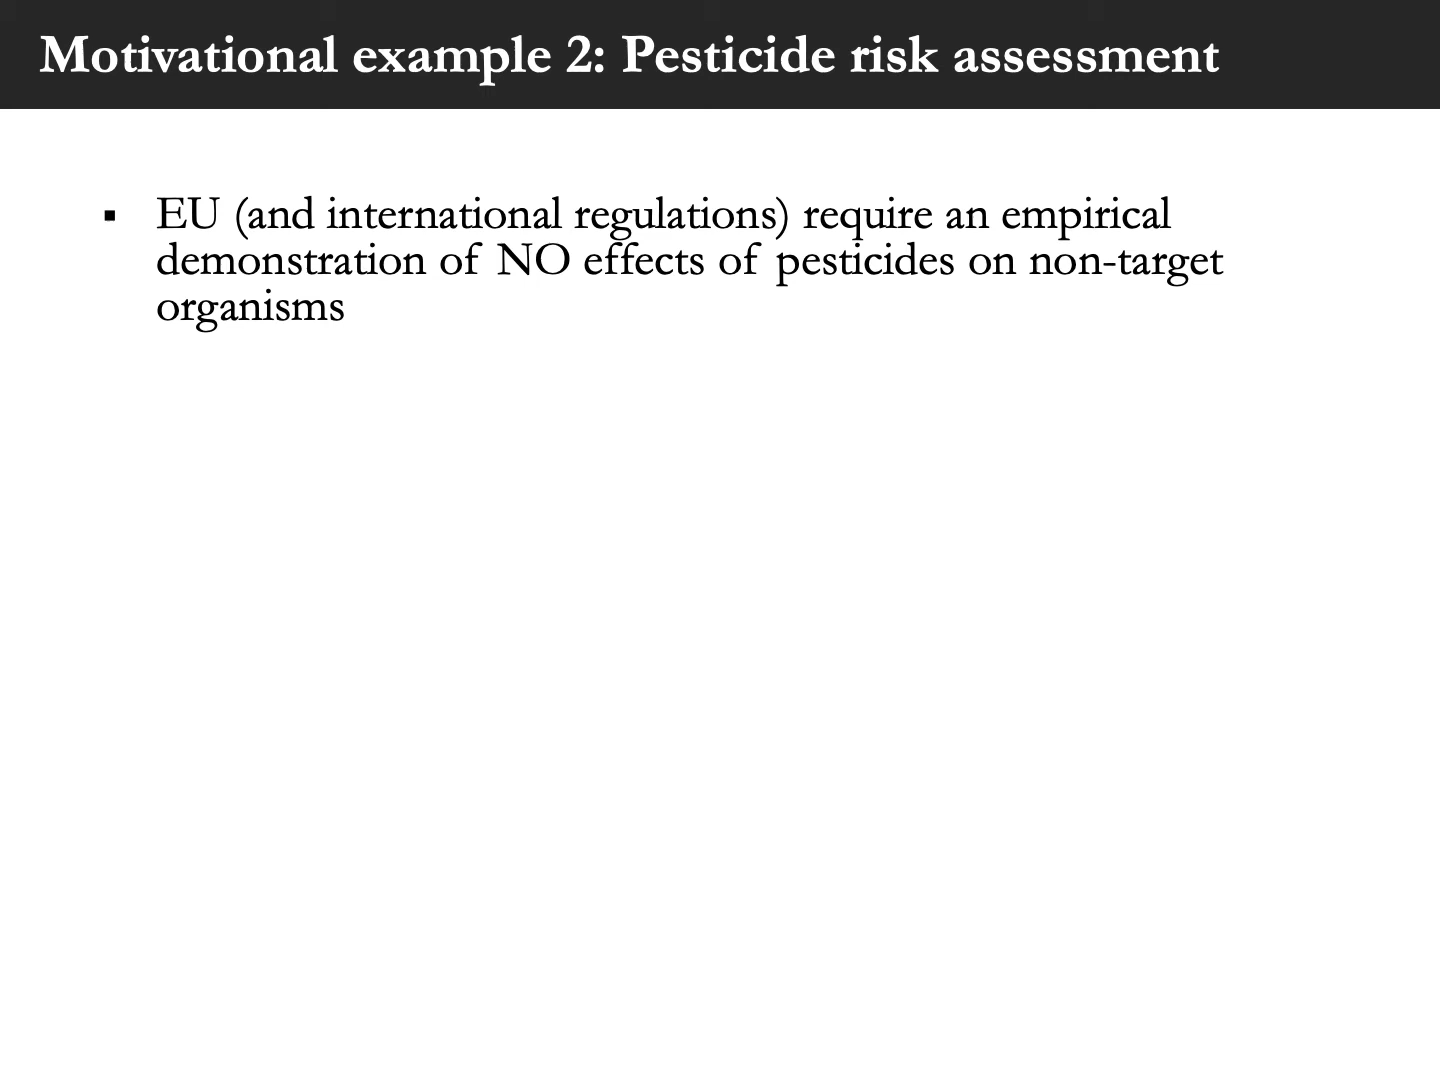 Motivational example 2: Pesticide risk assessment
▪ EU (and international regulations) require an empirical
demonstration of NO effects of pesticides on non-target
organisms